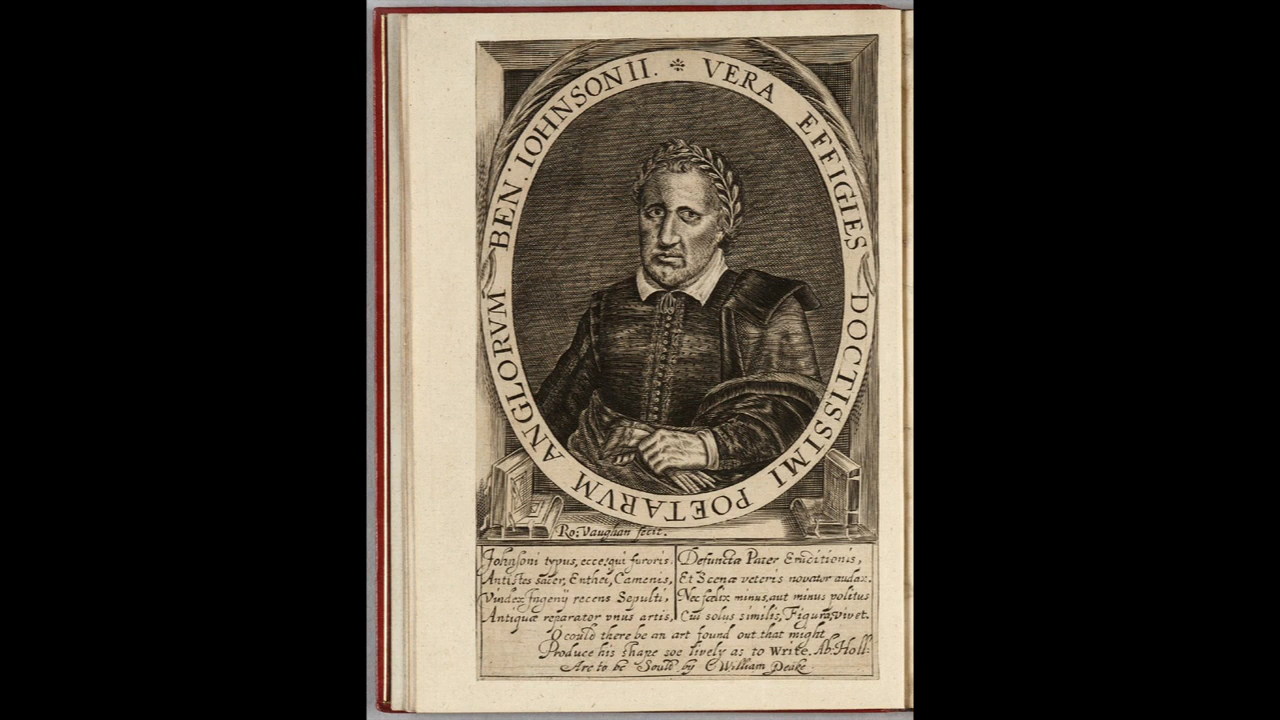 VERA EFFIGIES DOCTISSIMI POETARVM ANGLORVM BEN: IOHNSONII.
Ro: Vaughan fecit.
Johnsoni typus, ecce! qui furoris,
Antistes sacer, Enthei, Camenis,
Vindex Ingenij recens Sepulti,
Antiquæ reparator vnus artis,
Defunctæ Pater Eruditionis,
Et Scenæ veteris novator audax.
Nec fœlix minus, aut minus politus
Cui solus similis, Figura, vivet.
O could there be an art found out that might
Produce his shape soe lively as to Write. Ab: Holl:
Are to be Sould by William Peake